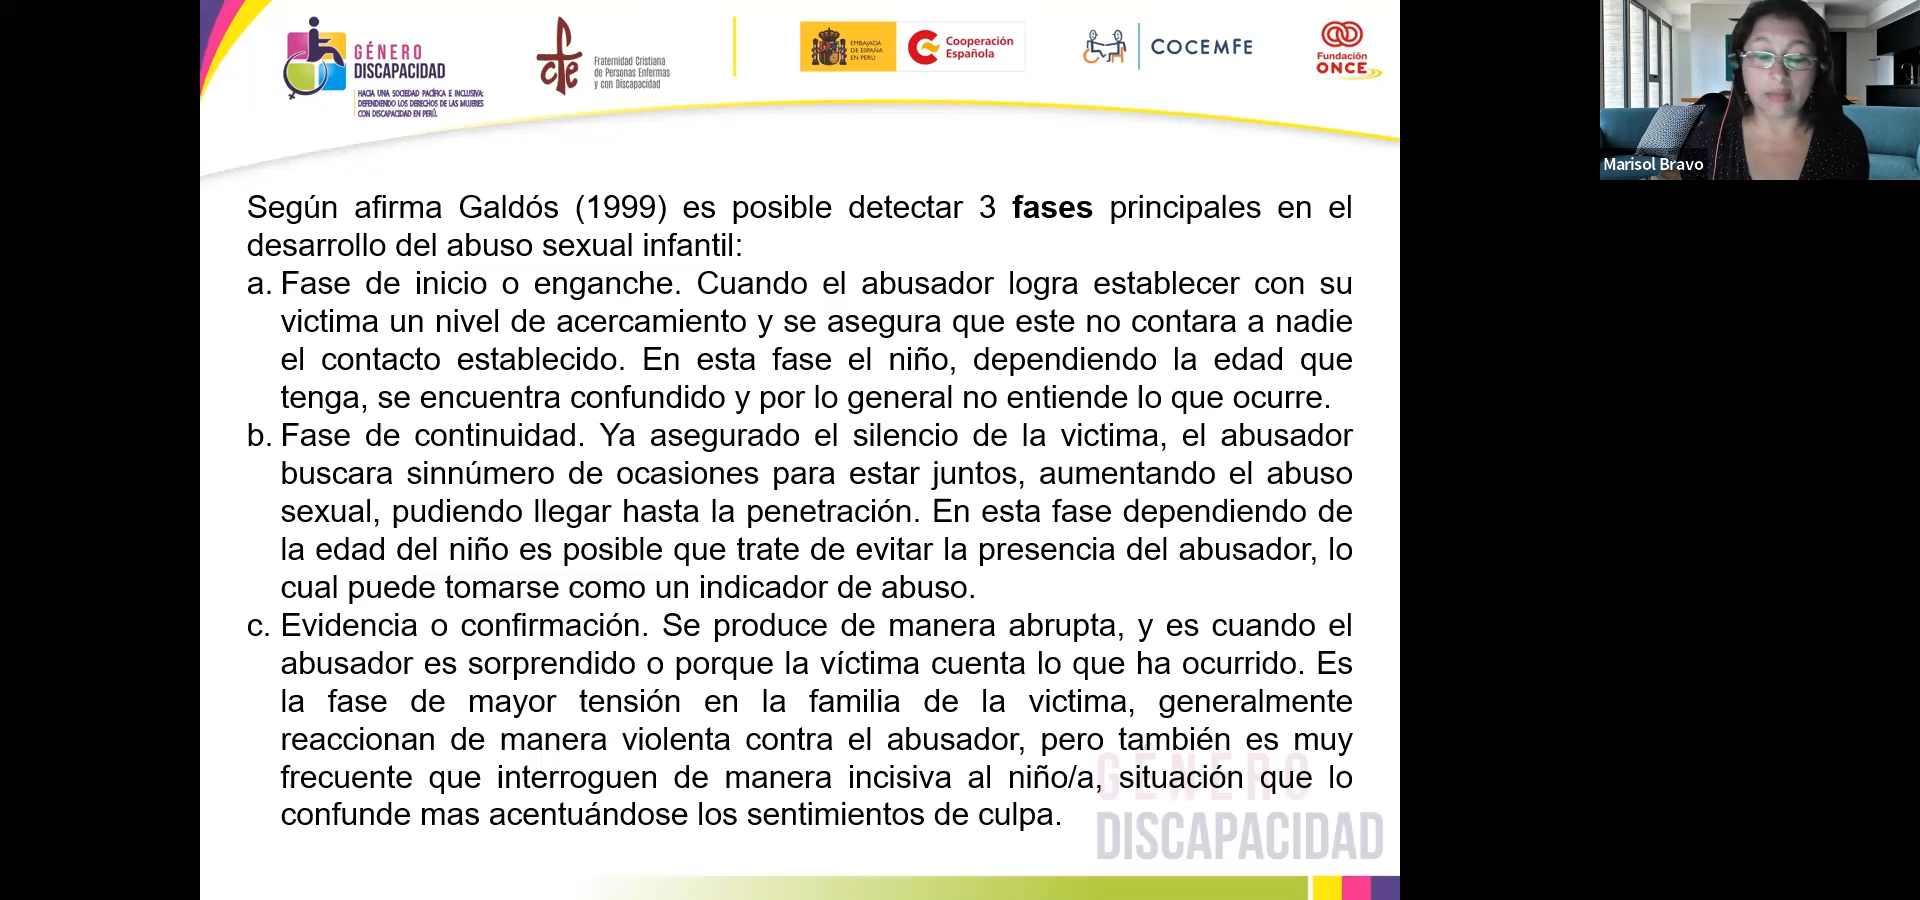 GÉNERO
DISCAPACIDAD
HACIA UNA SOCIEDAD PACÍFICA E INCLUSIVA:
DEFENDIENDO LOS DERECHOS DE LAS MUJERES
CON DISCAPACIDAD EN PERÚ.
cfe
Fraternidad Cristiana
de Personas Enfermas
y con Discapacidad
EMBAJADA
DE ESPAÑA
EN PERÚ
Cooperación
Española
COCEMFE
Fundación
ONCE
Marisol Bravo
Según afirma Galdós (1999) es posible detectar 3 fases principales en el
desarrollo del abuso sexual infantil:
a. Fase de inicio o enganche. Cuando el abusador logra establecer con su
victima un nivel de acercamiento y se asegura que este no contara a nadie
el contacto establecido. En esta fase el niño, dependiendo la edad que
tenga, se encuentra confundido y por lo general no entiende lo que ocurre.
b. Fase de continuidad. Ya asegurado el silencio de la victima, el abusador
buscara sinnúmero de ocasiones para estar juntos, aumentando el abuso
sexual, pudiendo llegar hasta la penetración. En esta fase dependiendo de
la edad del niño es posible que trate de evitar la presencia del abusador, lo
cual puede tomarse como un indicador de abuso.
c. Evidencia o confirmación. Se produce de manera abrupta, y es cuando el
abusador es sorprendido o porque la víctima cuenta lo que ha ocurrido. Es
la fase de mayor tensión en la familia de la victima, generalmente
reaccionan de manera violenta contra el abusador, pero también es muy
frecuente que interroguen de manera incisiva al niño/a, situación que lo
confunde mas acentuándose los sentimientos de culpa.
GÉNERO
DISCAPACIDAD